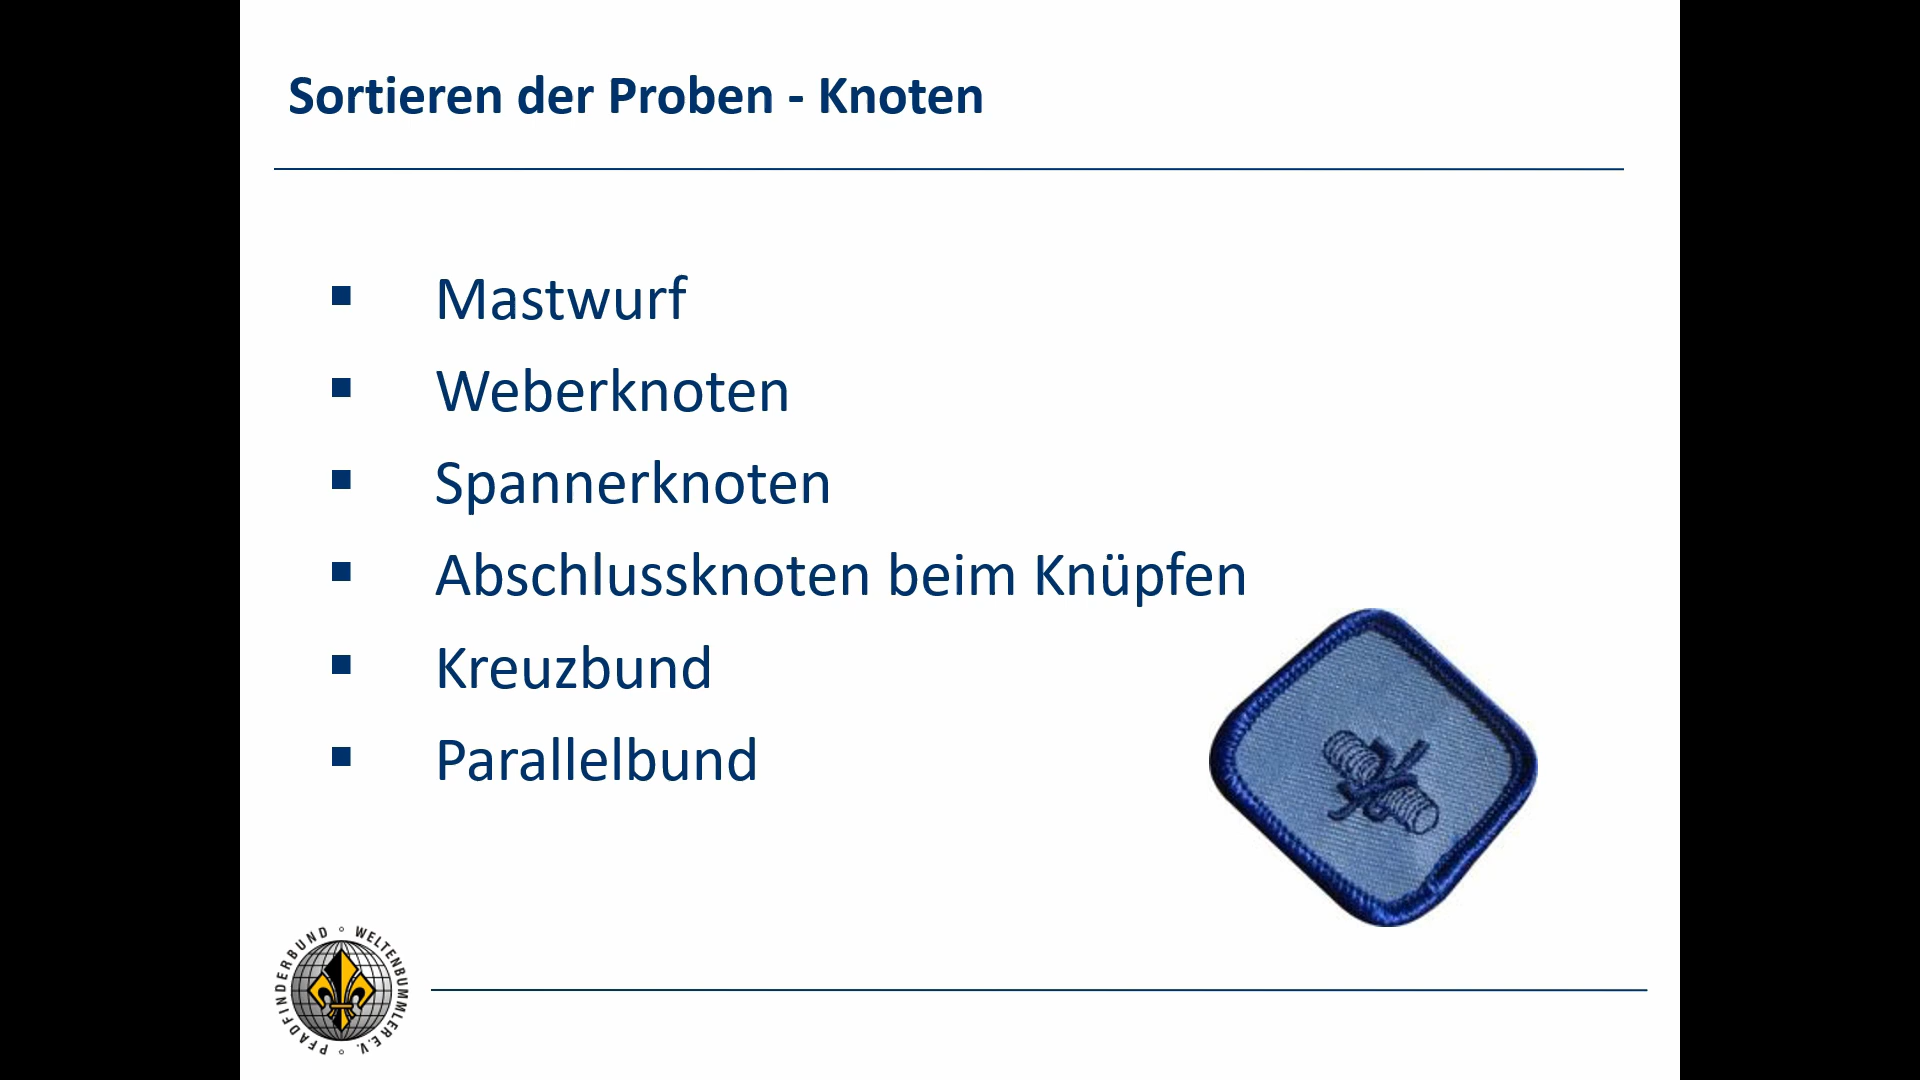 Sortieren der Proben - Knoten
Mastwurf
Weberknoten
Spannerknoten
Abschlussknoten beim Knüpfen
Kreuzbund
Parallelbund
PFADFINDERBUND ° WELTENBUMMLER E.V. °